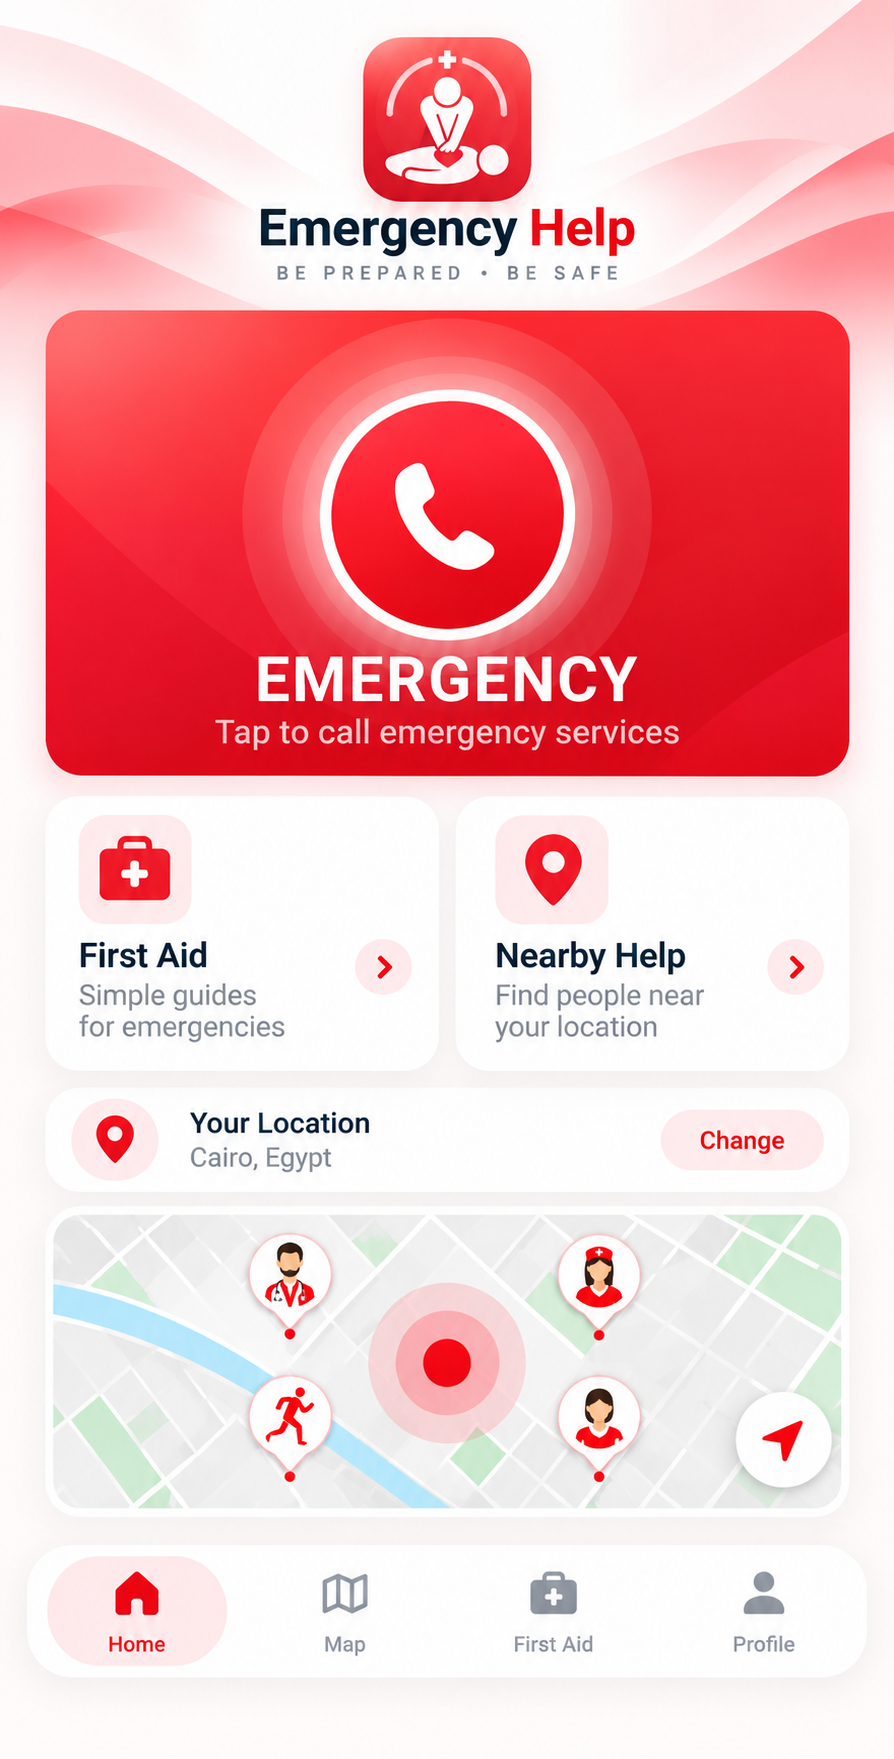 Emergency Help
BE PREPARED • BE SAFE
EMERGENCY
Tap to call emergency services
First Aid
Simple guides
for emergencies
Nearby Help
Find people near
your location
Your Location
Cairo, Egypt
Change
Home
Map
First Aid
Profile